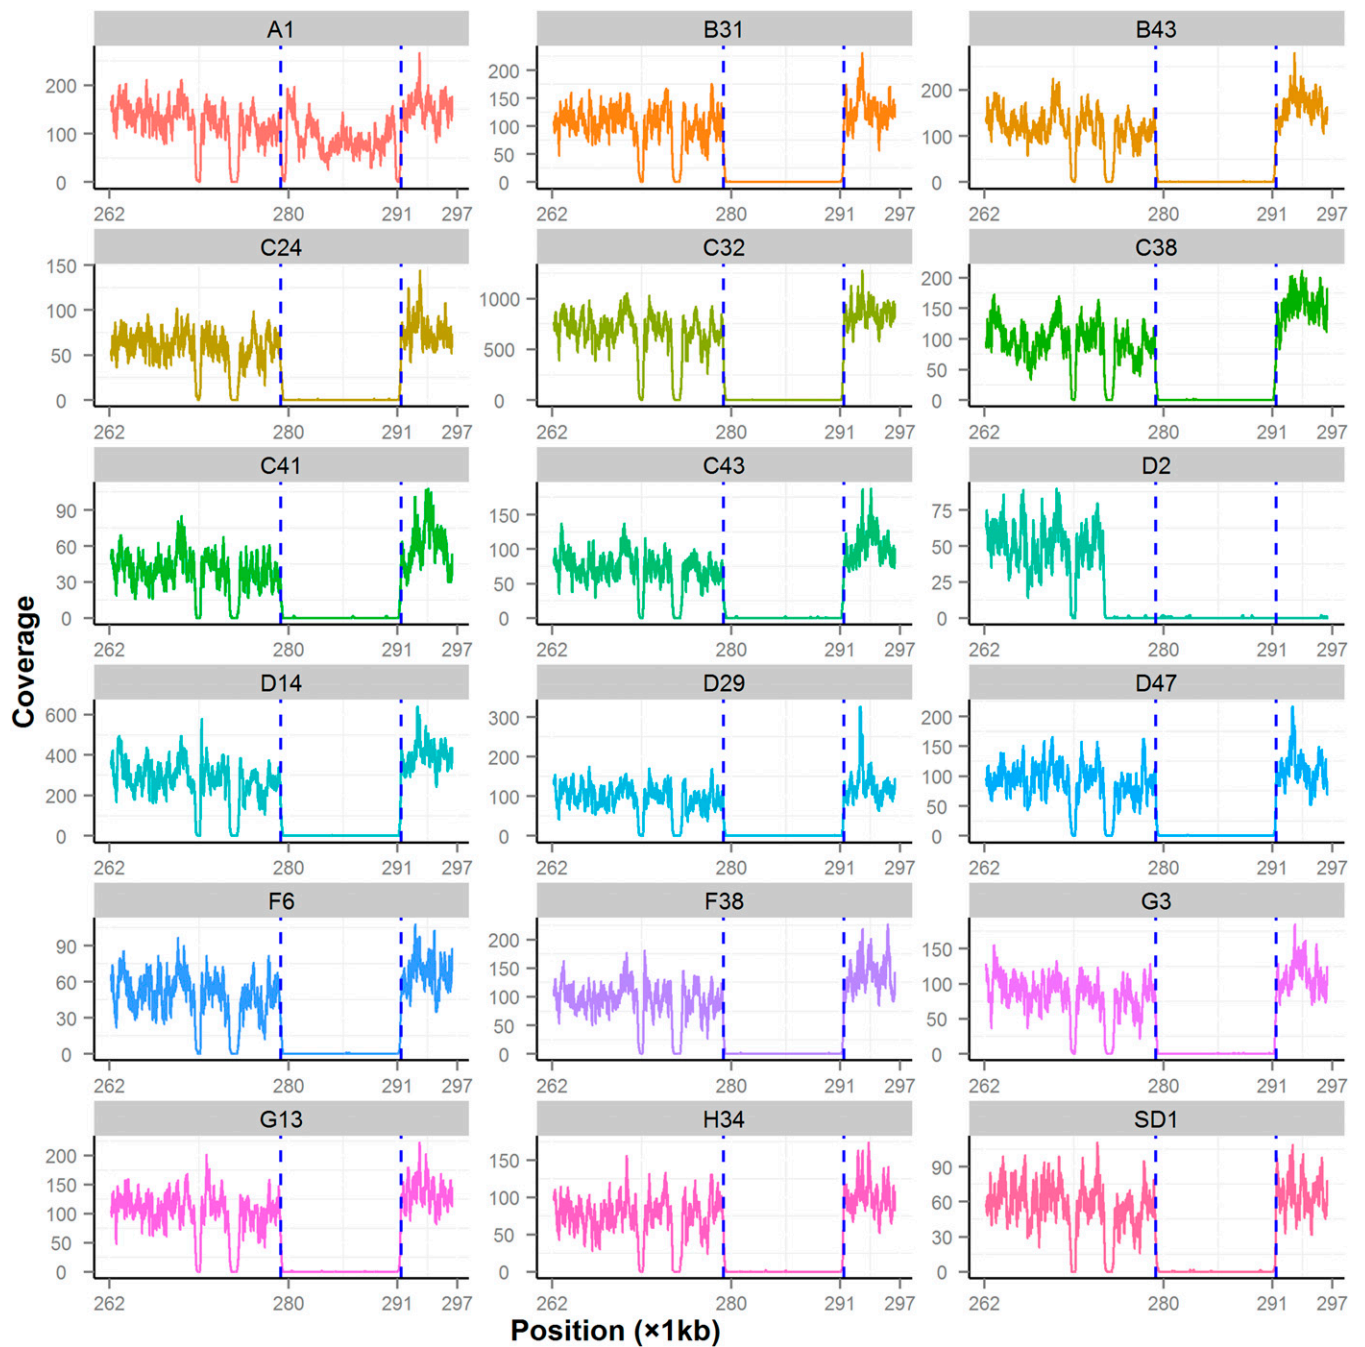 A1 B31 B43
200 100 0 200 150 100 50 0 200 100 0
262 280 291 297 262 280 291 297 262 280 291 297
C24 C32 C38
150 100 50 0 1000 500 0 200 150 100 50 0
262 280 291 297 262 280 291 297 262 280 291 297
C41 C43 D2
90 60 30 0 150 100 50 0 75 50 25 0
262 280 291 297 262 280 291 297 262 280 291 297
Coverage
D14 D29 D47
600 400 200 0 300 200 100 0 200 150 100 50 0
262 280 291 297 262 280 291 297 262 280 291 297
F6 F38 G3
90 60 30 0 200 150 100 50 0 150 100 50 0
262 280 291 297 262 280 291 297 262 280 291 297
G13 H34 SD1
200 150 100 50 0 150 100 50 0 90 60 30 0
262 280 291 297 262 280 291 297 262 280 291 297
Position (×1kb)